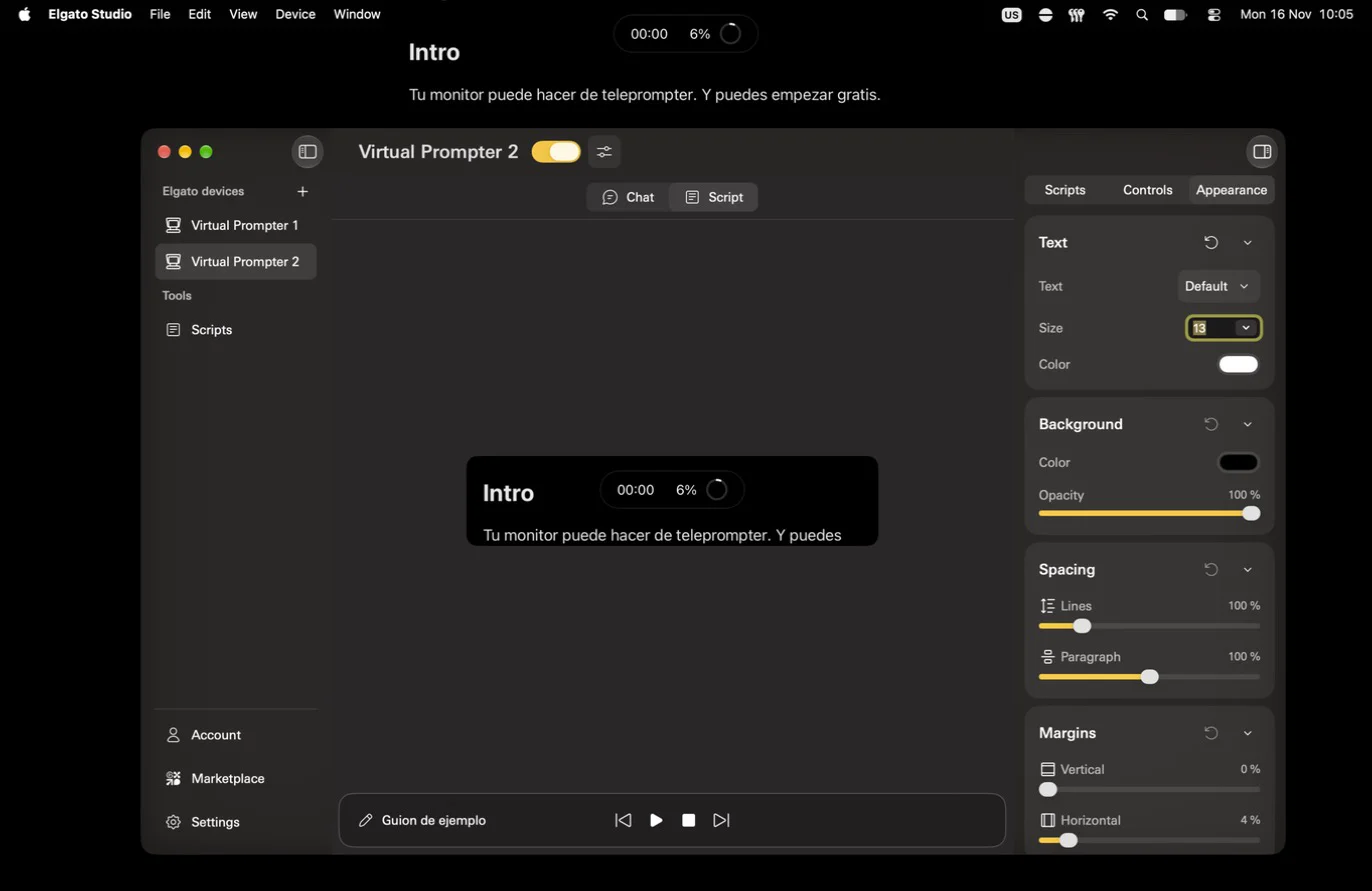 Elgato Studio File Edit View Device Window US Mon 16 Nov 10:05
00:00 6%
Intro
Tu monitor puede hacer de teleprompter. Y puedes empezar gratis.
Virtual Prompter 2
Elgato devices +
Virtual Prompter 1
Virtual Prompter 2
Tools
Scripts
Account
Marketplace
Settings
Chat Script
Intro 00:00 6%
Tu monitor puede hacer de teleprompter. Y puedes
Guion de ejemplo
Scripts Controls Appearance
Text
Text Default
Size 13
Color
Background
Color
Opacity 100 %
Spacing
Lines 100 %
Paragraph 100 %
Margins
Vertical 0 %
Horizontal 4 %